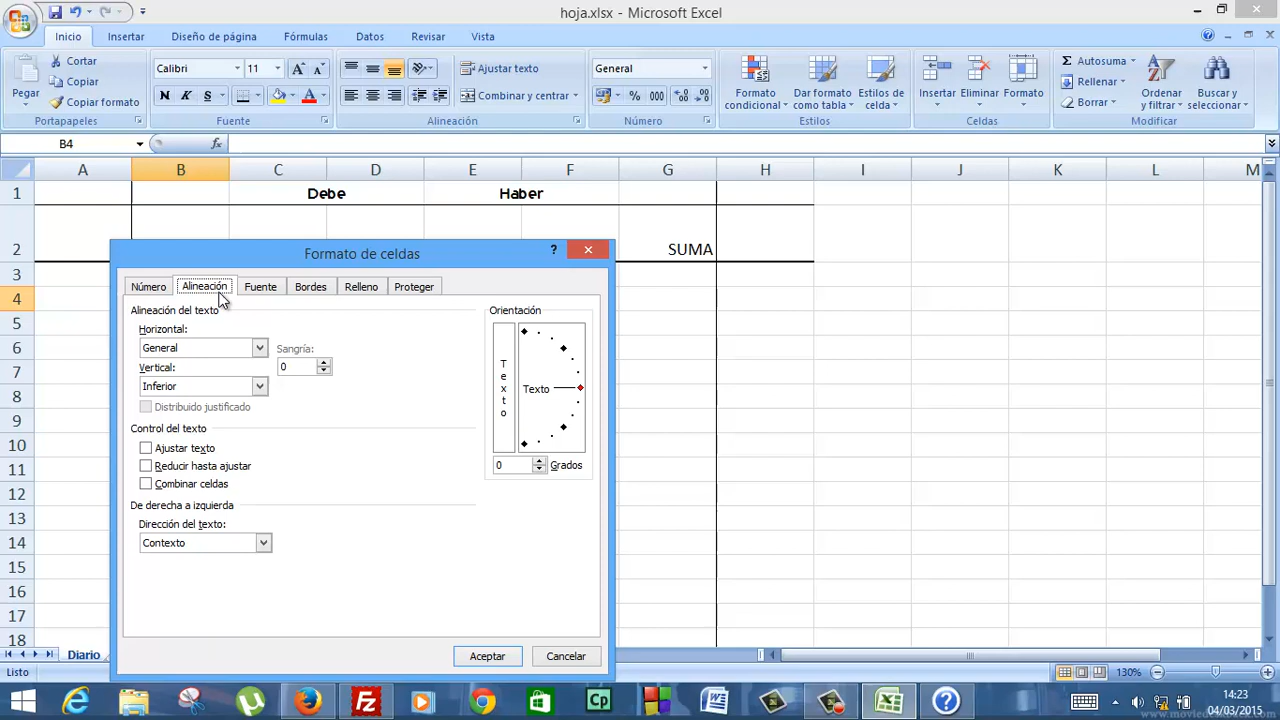 hoja.xlsx - Microsoft Excel
Inicio Insertar Diseño de página Fórmulas Datos Revisar Vista
Pegar Cortar Calibri 11 A A Ajustar texto General Formato condicional Dar formato como tabla Estilos de celda Insertar Eliminar Formato Autosuma Ordenar y filtrar Buscar y seleccionar
Copiar Rellenar
Copiar formato N K S A Combinar y centrar % 000 Borrar
Portapapeles Fuente Alineación Número Estilos Celdas Modificar
B4 fx
A B C D E F G H I J K L M
1 Debe Haber
2 SUMA
3
4
5
6
7
8
9
10
11
12
13
14
15
16
17
18
Formato de celdas ?
Número Alineación Fuente Bordes Relleno Proteger
Alineación del texto
Horizontal:
General
Sangría:
0
Vertical:
Inferior
Distribuido justificado
Control del texto
Ajustar texto
Reducir hasta ajustar
Combinar celdas
De derecha a izquierda
Dirección del texto:
Contexto
Orientación
Texto
Texto
0 Grados
Aceptar Cancelar
Diario
Listo 130%
Fz Cp W ?
14:23
04/03/2015